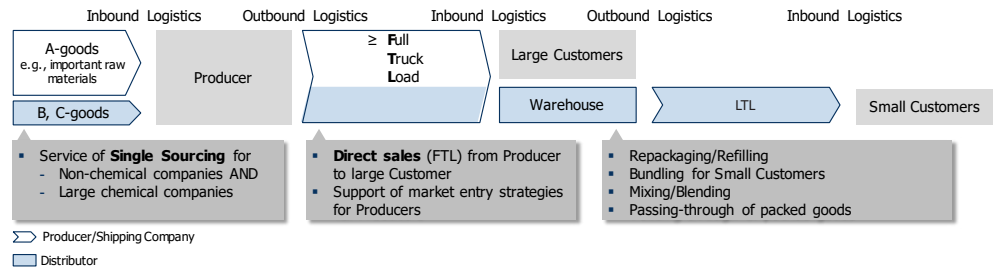 Inbound Logistics Outbound Logistics Inbound Logistics Outbound Logistics Inbound Logistics
A-goods
e.g., important raw
materials
B, C-goods
Producer
≥ Full
Truck
Load
Large Customers
Warehouse
LTL
Small Customers
▪ Service of Single Sourcing for
- Non-chemical companies AND
- Large chemical companies
▪ Direct sales (FTL) from Producer
to large Customer
▪ Support of market entry strategies
for Producers
▪ Repackaging/Refilling
▪ Bundling for Small Customers
▪ Mixing/Blending
▪ Passing-through of packed goods
Producer/Shipping Company
Distributor